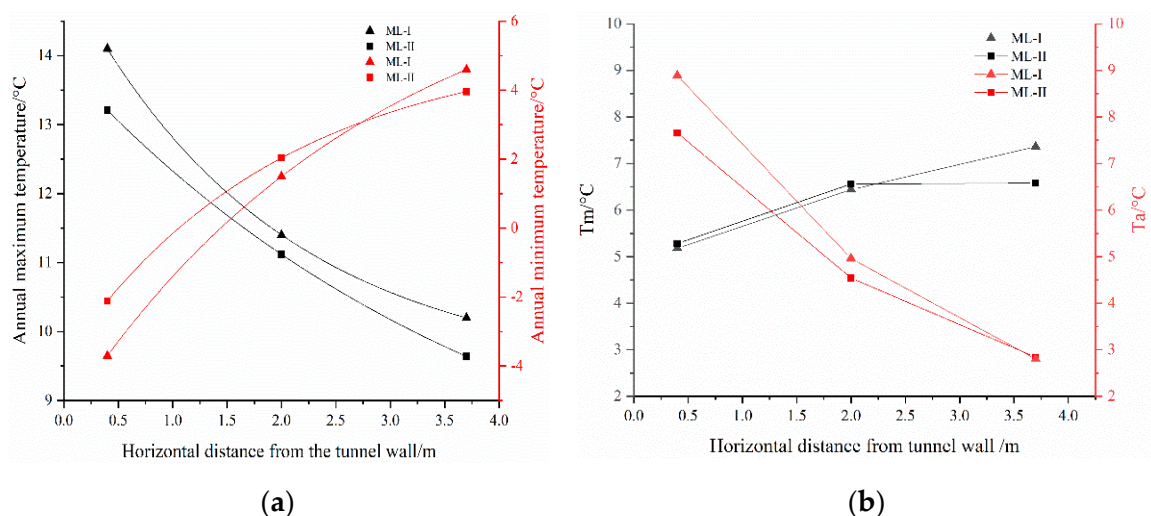 ML-I
ML-II
ML-I
ML-II
Annual maximum temperature/°C
14
13
12
11
10
9
Annual minimum temperature/°C
4
2
0
-2
-4
0.0 0.5 1.0 1.5 2.0 2.5 3.0 3.5 4.0
Horizontal distance from the tunnel wall/m
(a)
ML-I
ML-II
ML-I
ML-II
Tm/°C
10
9
8
7
6
5
4
3
2
Ta/°C
10
9
8
7
6
5
4
3
2
0.0 0.5 1.0 1.5 2.0 2.5 3.0 3.5 4.0
Horizontal distance from tunnel wall /m
(b)